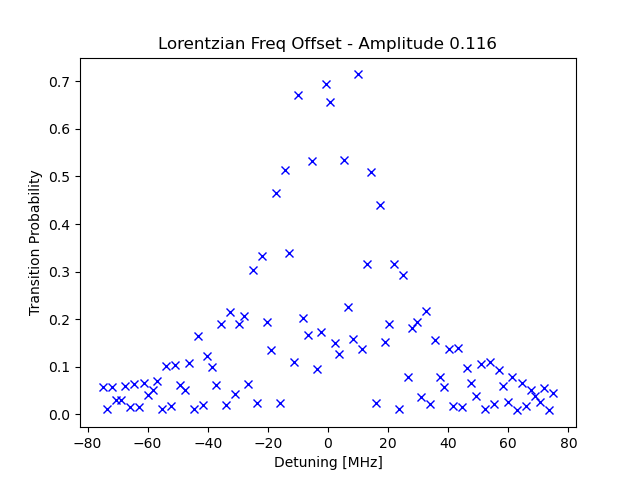 Lorentzian Freq Offset - Amplitude 0.116
Transition Probability
0.7
0.6
0.5
0.4
0.3
0.2
0.1
0.0
−80 −60 −40 −20 0 20 40 60 80
Detuning [MHz]